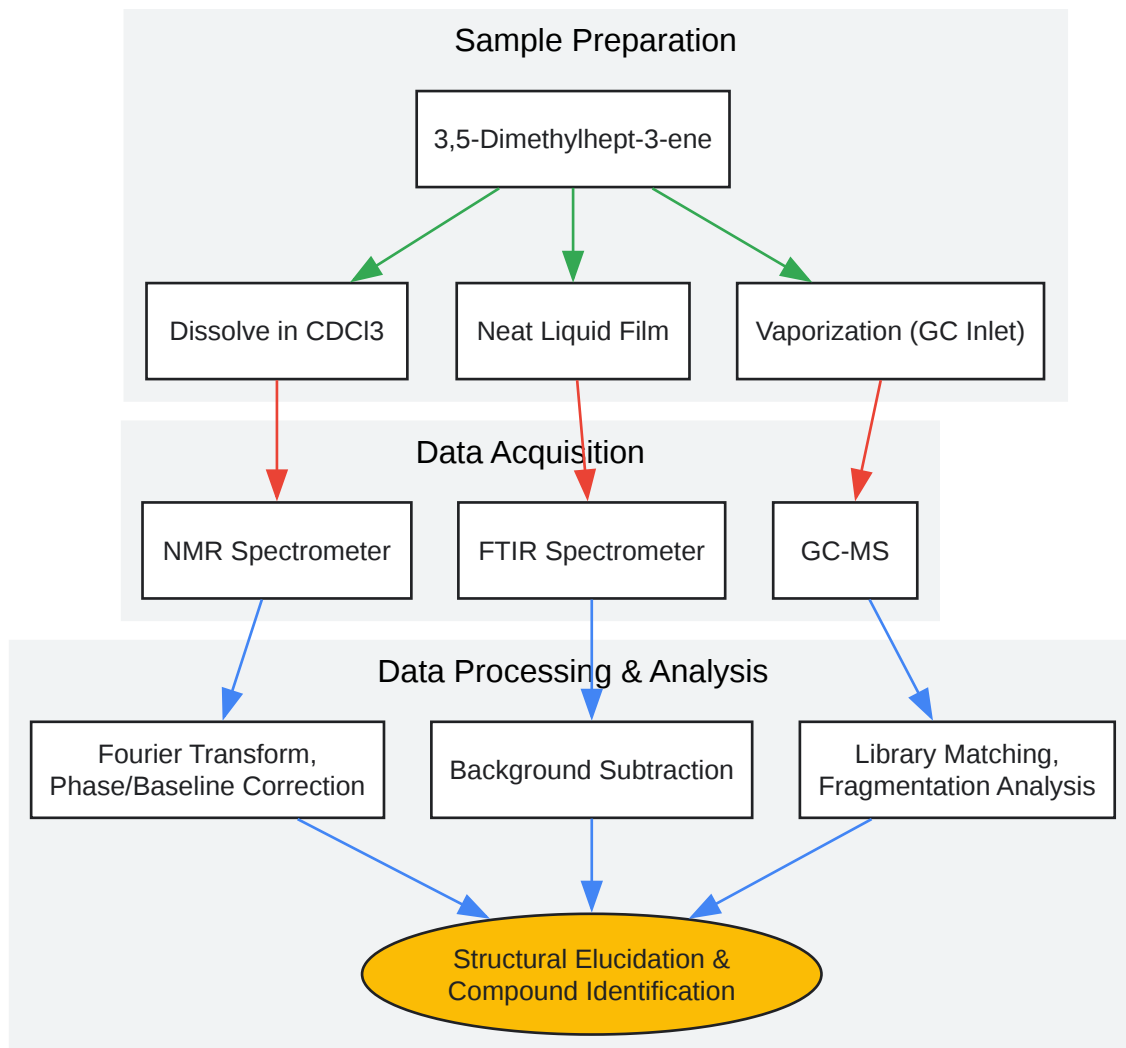 Sample Preparation
3,5-Dimethylhept-3-ene
Dissolve in CDCl3
Neat Liquid Film
Vaporization (GC Inlet)
Data Acquisition
NMR Spectrometer
FTIR Spectrometer
GC-MS
Data Processing & Analysis
Fourier Transform,
Phase/Baseline Correction
Background Subtraction
Library Matching,
Fragmentation Analysis
Structural Elucidation &
Compound Identification